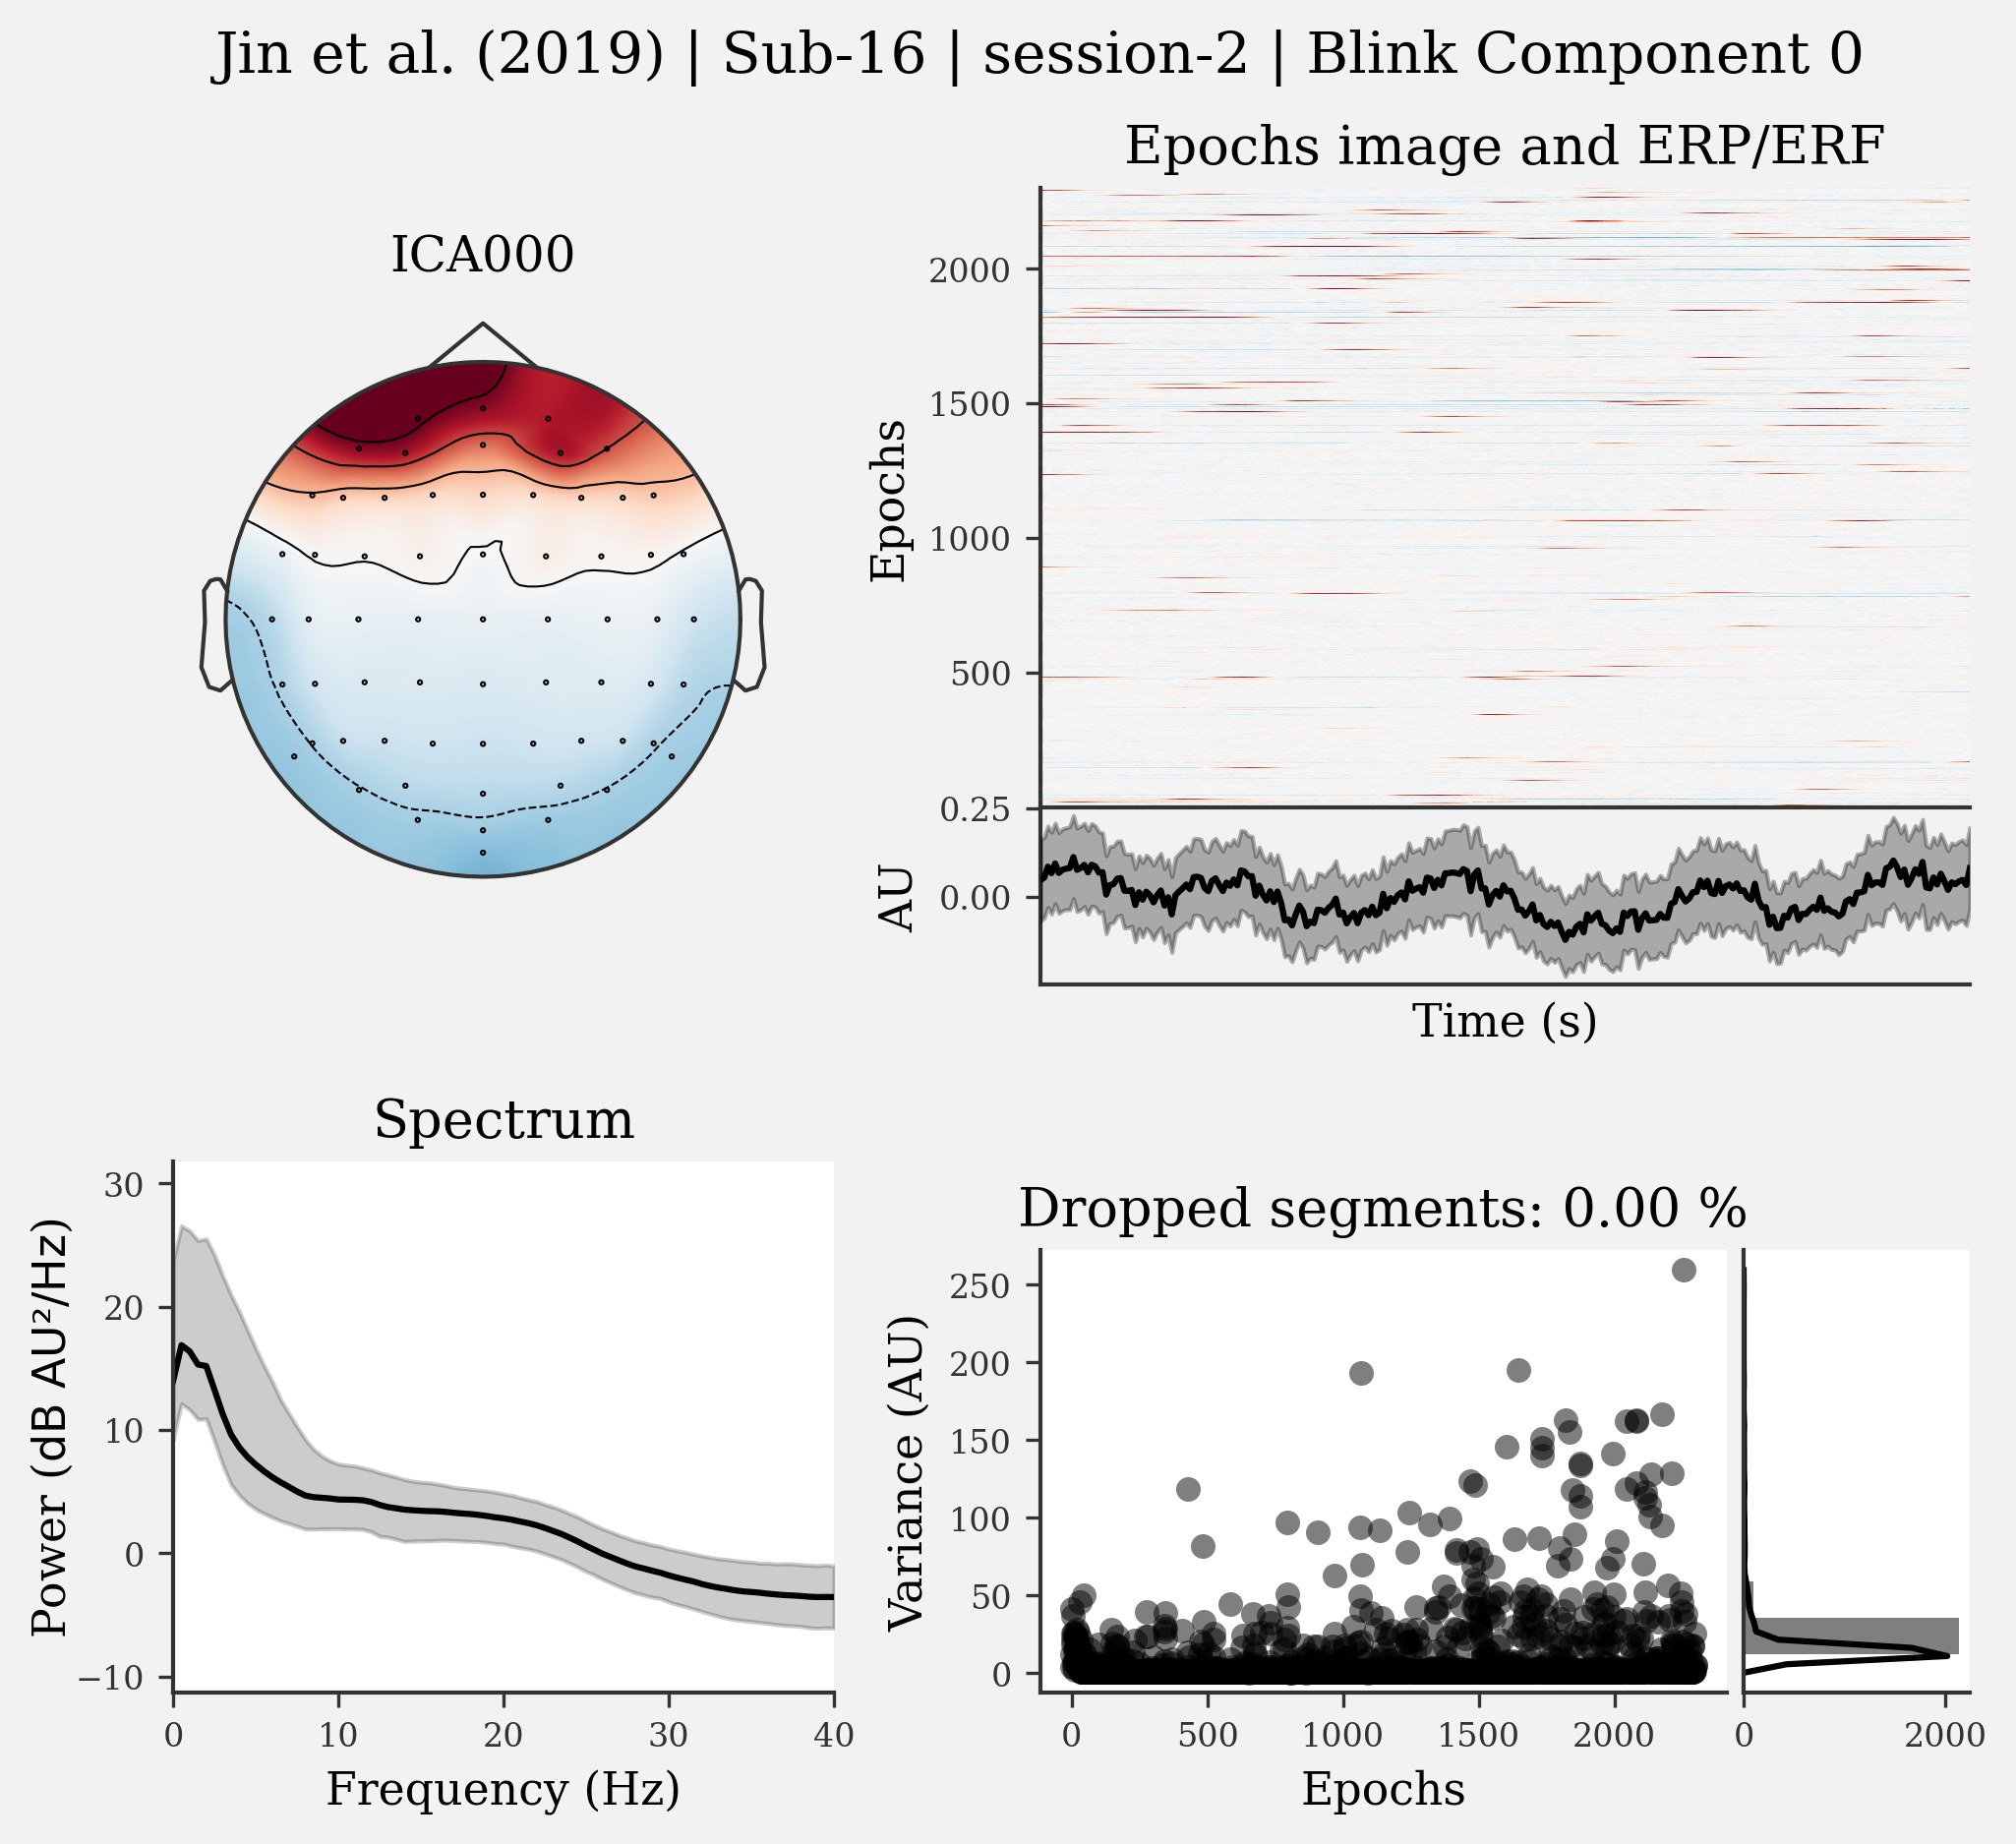 Jin et al. (2019) | Sub-16 | session-2 | Blink Component 0
ICA000
Epochs image and ERP/ERF
Epochs
2000
1500
1000
500
0.25
0.00
AU
Time (s)
Spectrum
Power (dB AU²/Hz)
30
20
10
0
−10
0 10 20 30 40
Frequency (Hz)
Dropped segments: 0.00 %
Variance (AU)
250
200
150
100
50
0
0 500 1000 1500 2000
Epochs
0 2000